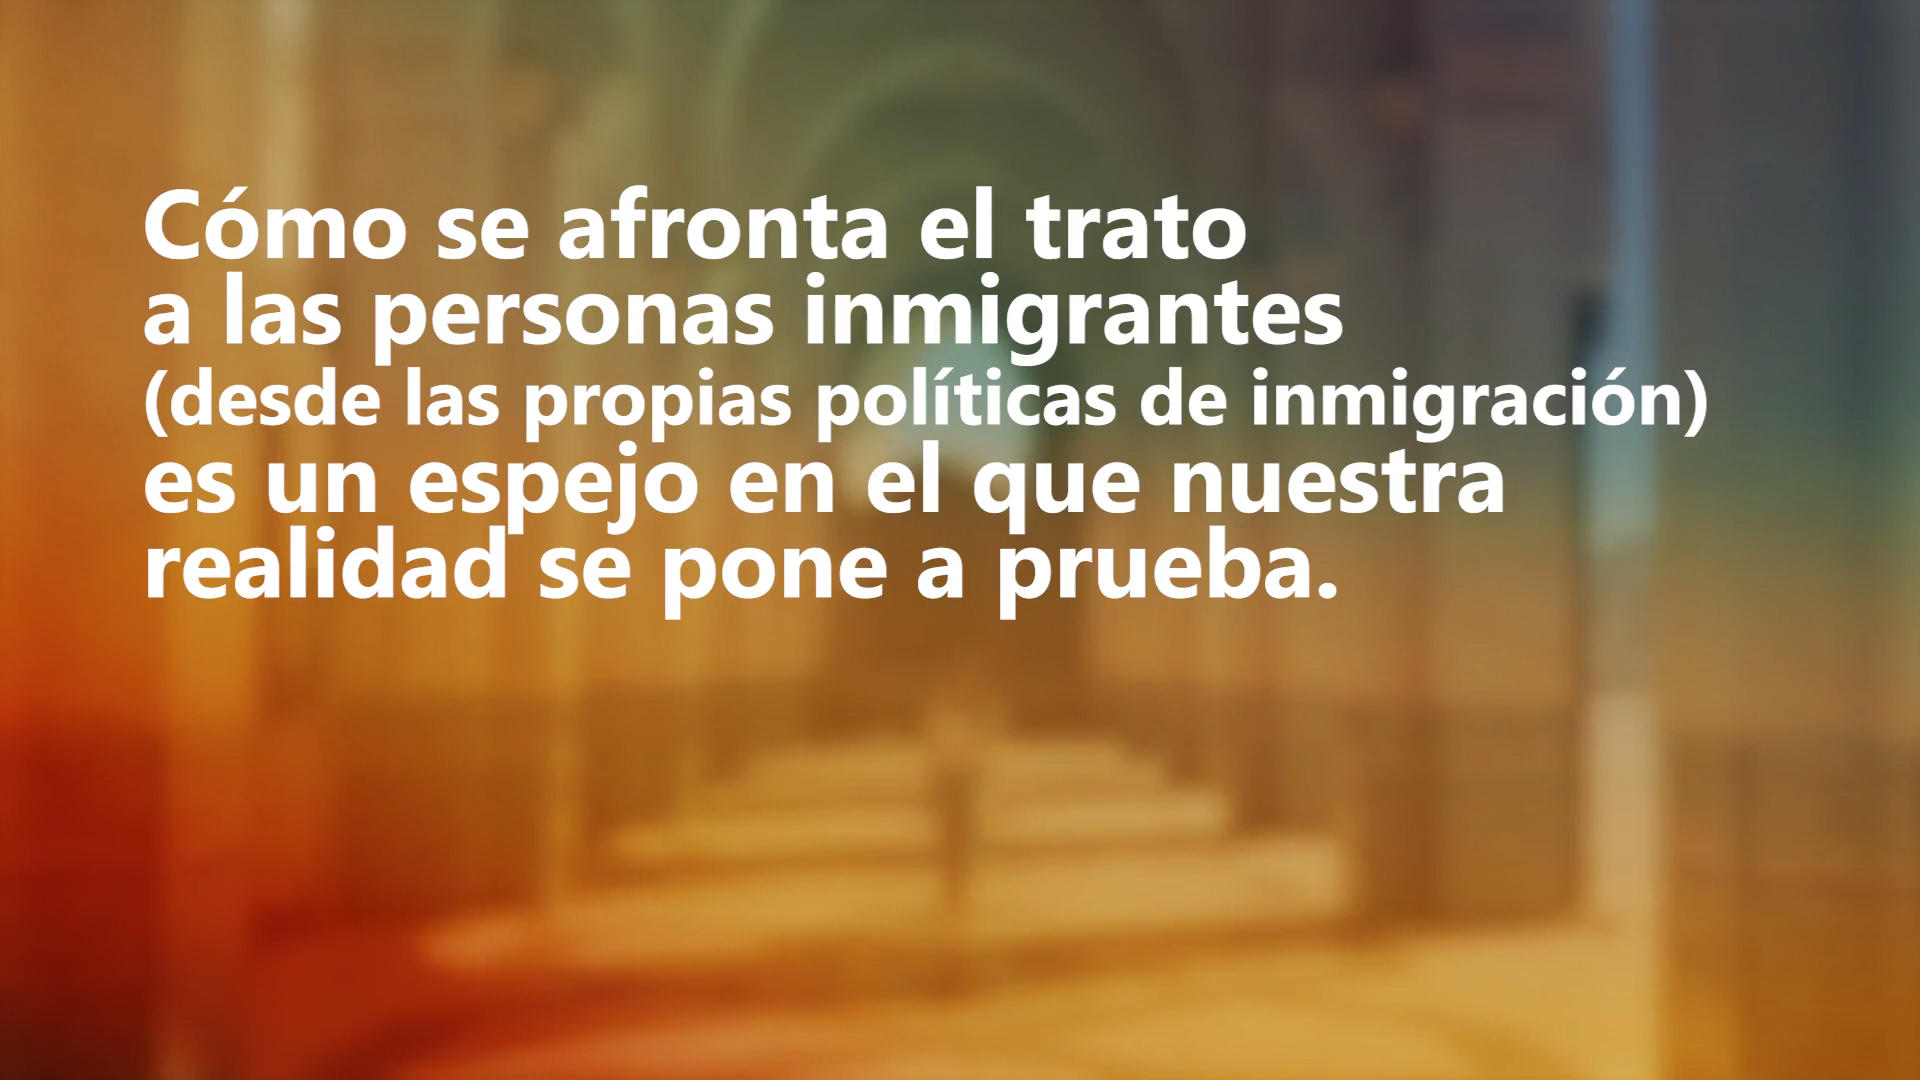 Cómo se afronta el trato
a las personas inmigrantes
(desde las propias políticas de inmigración)
es un espejo en el que nuestra
realidad se pone a prueba.